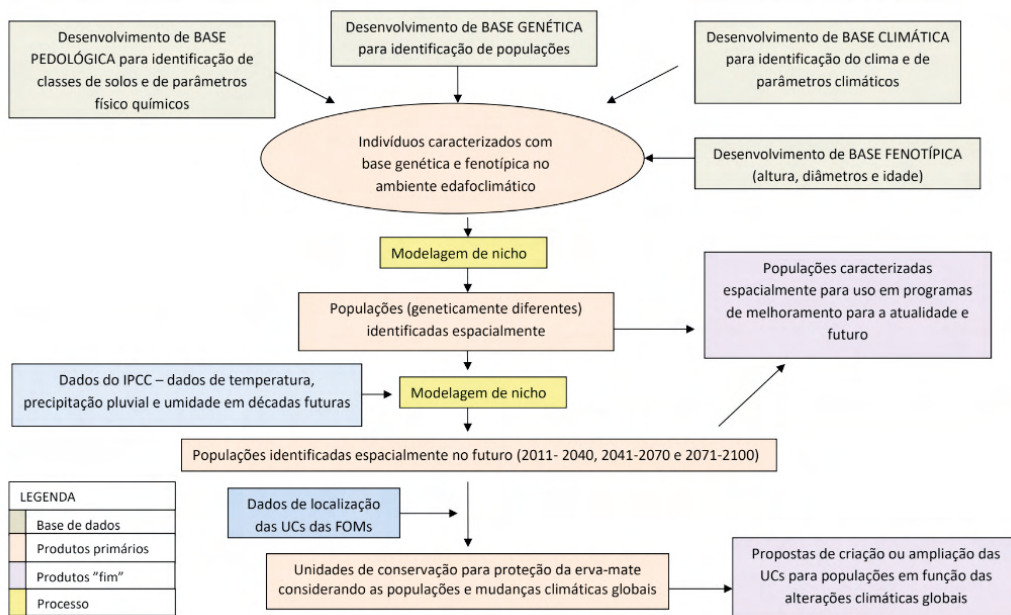 Desenvolvimento de BASE
PEDOLÓGICA para identificação de
classes de solos e de parâmetros
físico químicos
Desenvolvimento de BASE GENÉTICA
para identificação de populações
Desenvolvimento de BASE CLIMÁTICA
para identificação do clima e de
parâmetros climáticos
Indivíduos caracterizados com
base genética e fenotípica no
ambiente edafoclimático
Desenvolvimento de BASE FENOTÍPICA
(altura, diâmetros e idade)
Modelagem de nicho
Populações (geneticamente diferentes)
identificadas espacialmente
Populações caracterizadas
espacialmente para uso em programas
de melhoramento para a atualidade e
futuro
Dados do IPCC – dados de temperatura,
precipitação pluvial e umidade em décadas futuras
Modelagem de nicho
Populações identificadas espacialmente no futuro (2011- 2040, 2041-2070 e 2071-2100)
Dados de localização
das UCs das FOMs
Unidades de conservação para proteção da erva-mate
considerando as populações e mudanças climáticas globais
Propostas de criação ou ampliação das
UCs para populações em função das
alterações climáticas globais
LEGENDA
Base de dados
Produtos primários
Produtos ”fim”
Processo